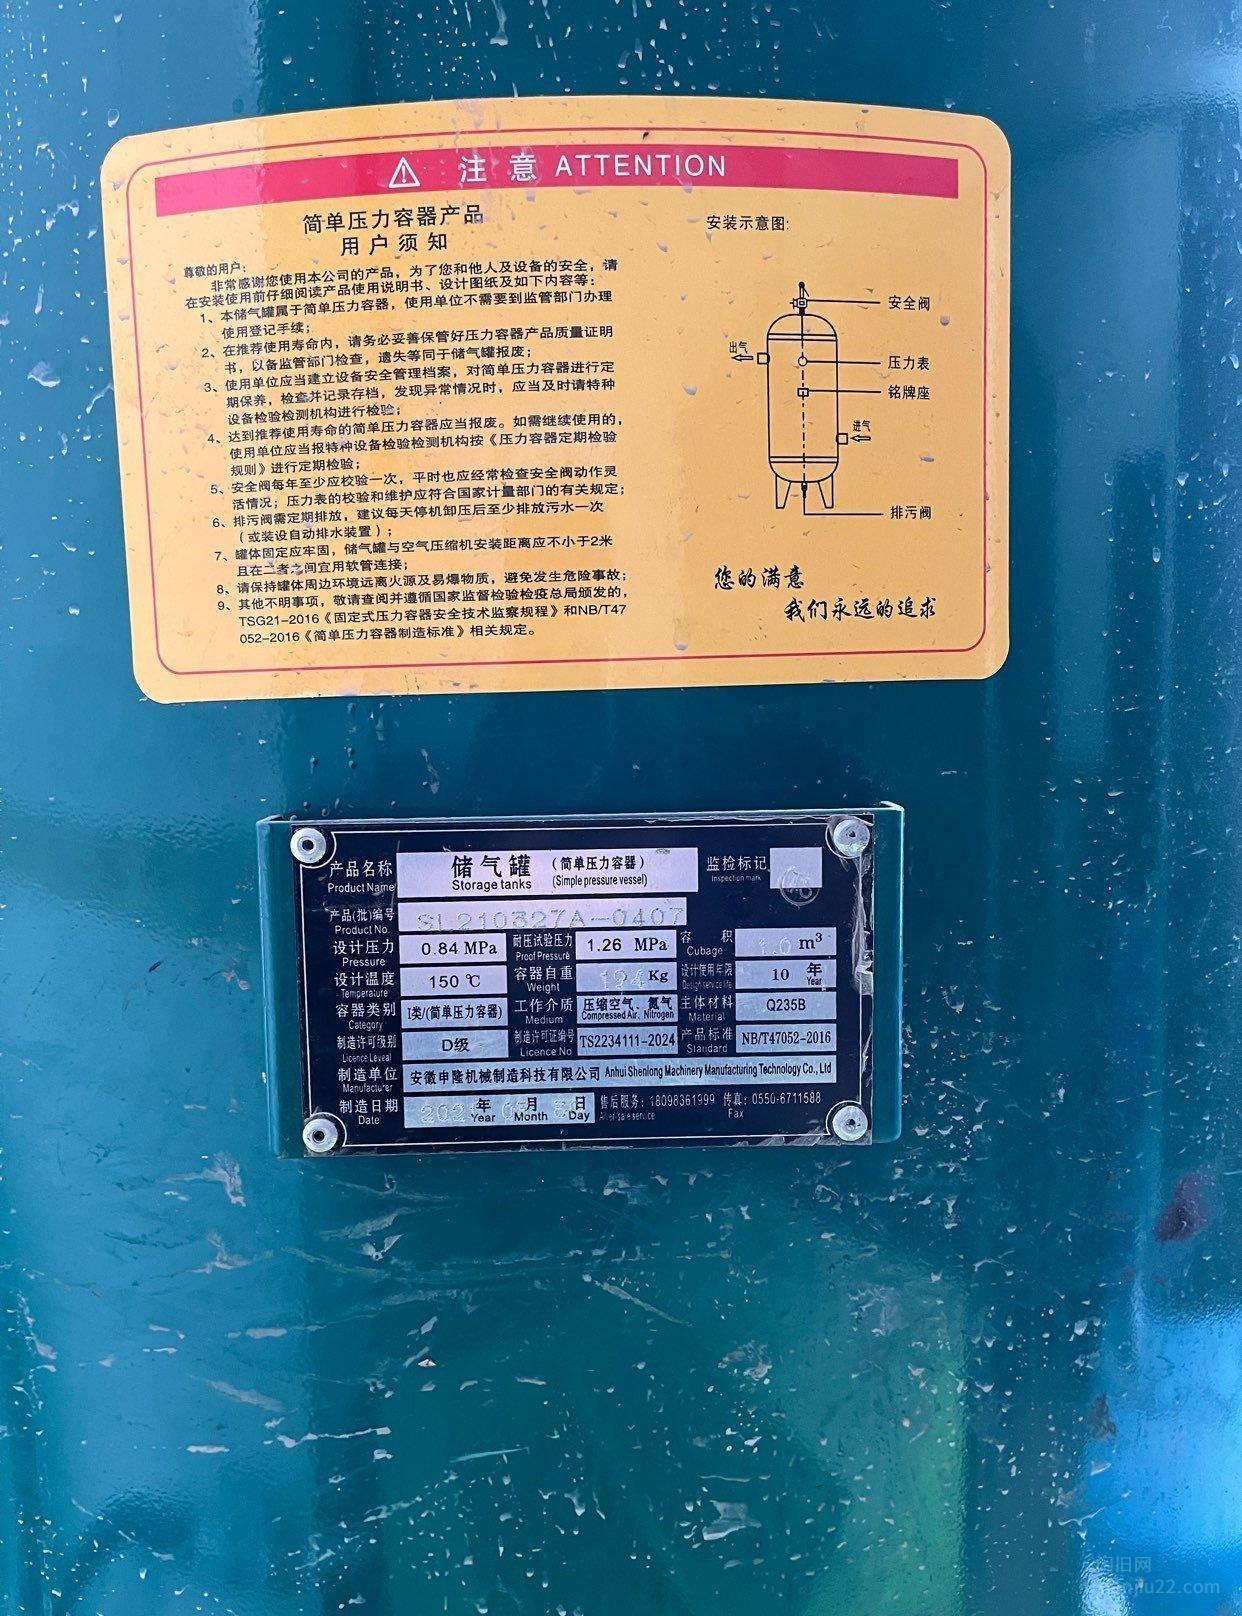 注意 ATTENTION
简单压力容器产品
用户须知
尊敬的用户：
非常感谢您使用本公司的产品，为了您和他人及设备的安全，请
在安装使用前仔细阅读产品使用说明书、设计图纸及如下内容等：
1、本储气罐属于简单压力容器，使用单位不需要到监管部门办理
使用登记手续；
2、在推荐使用寿命内，请务必妥善保管好压力容器产品质量证明
书，以备监管部门检查，遗失等同于储气罐报废；
3、使用单位应当建立设备安全管理档案，对简单压力容器进行定
期保养，检查并记录存档，发现异常情况时，应当及时请特种
设备检验检测机构进行检验；
4、达到推荐使用寿命的简单压力容器应当报废。如需继续使用的，
使用单位应当报特种设备检验检测机构按《压力容器定期检验
规则》进行定期检验；
5、安全阀每年至少应校验一次，平时也应经常检查安全阀动作灵
活情况；压力表的校验和维护应符合国家计量部门的有关规定；
6、排污阀需定期排放，建议每天停机卸压后至少排放污水一次
（或装设自动排水装置）；
7、罐体固定应牢固，储气罐与空气压缩机安装距离应不小于2米
且在二者之间宜用软管连接；
8、请保持罐体周边环境远离火源及易爆物质，避免发生危险事故；
9、其他不明事项，敬请查阅并遵循国家监督检验检疫总局颁发的，
TSG21-2016《固定式压力容器安全技术监察规程》和NB/T47
052-2016《简单压力容器制造标准》相关规定。
安装示意图:
安全阀
出气
压力表
铭牌座
进气
排污阀
您的满意
我们永远的追求
产品名称 储气罐 （简单压力容器） 监检标记
Product Name Storage tanks (Simple pressure vessel) Inspection mark
产品(批)编号 SL210327A-0407
Product No.
设计压力 0.84 MPa 耐压试验压力 1.26 MPa 容积 1.0 m³
Pressure Proof Pressure Cubage
设计温度 150 ℃ 容器自重 Kg 设计使用年限 10 年
Temperature Weight Design service life Year
容器类别 I类/(简单压力容器) 工作介质 压缩空气、氮气 主体材料 Q235B
Category Medium Compressed Air、Nitrogen Material
制造许可级别 D级 制造许可证编号 TS2234111-2024 产品标准 NB/T47052-2016
Licence Leveal Licence No Standard
制造单位 安徽申隆机械制造科技有限公司 Anhui Shenlong Machinery Manufacturing Technology Co., Ltd
Manufacturer
制造日期 年 月 日 售后服务：18098361999 传真：0550-6711588
Date Year Month Day After-sale service Fax